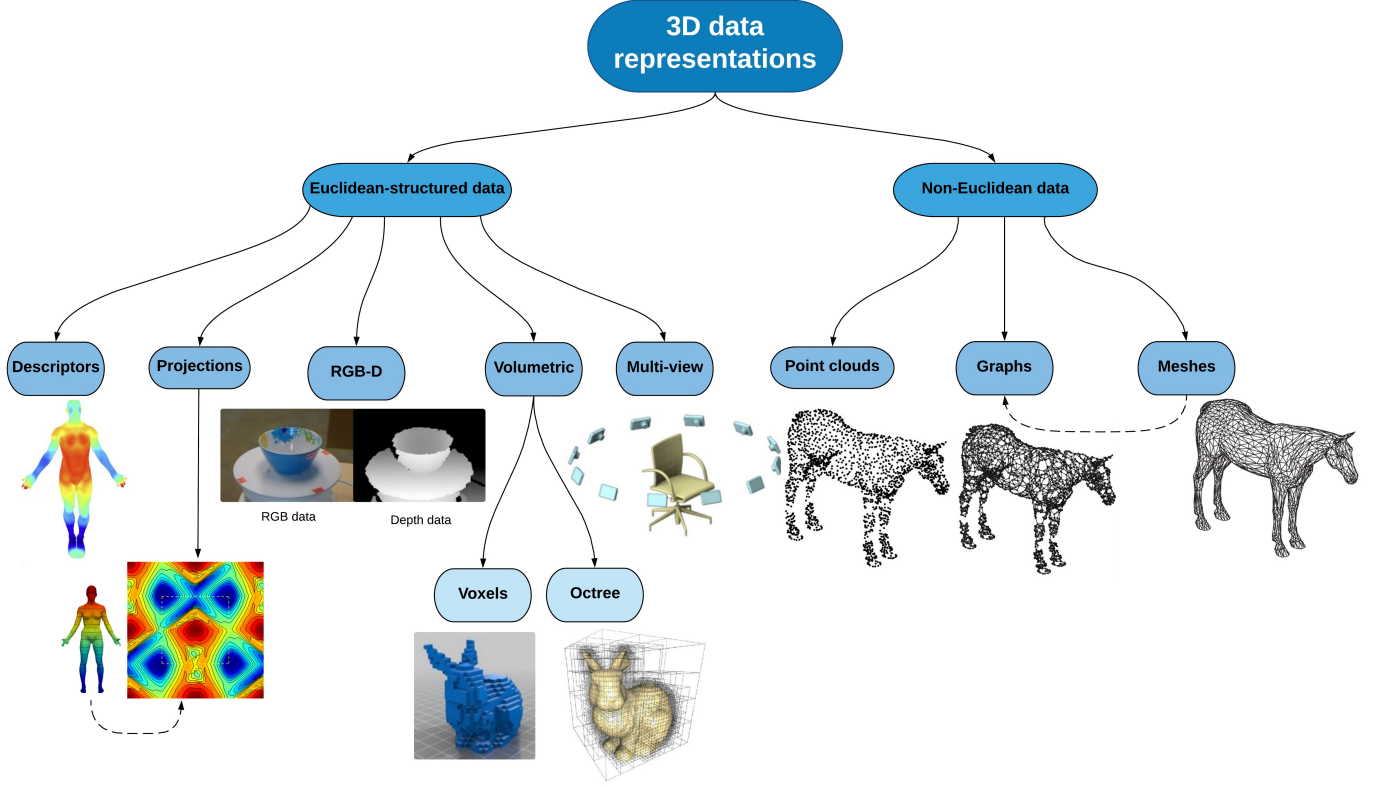 3D data
representations
Euclidean-structured data
Non-Euclidean data
Descriptors
Projections
RGB-D
Volumetric
Multi-view
Point clouds
Graphs
Meshes
RGB data
Depth data
Voxels
Octree